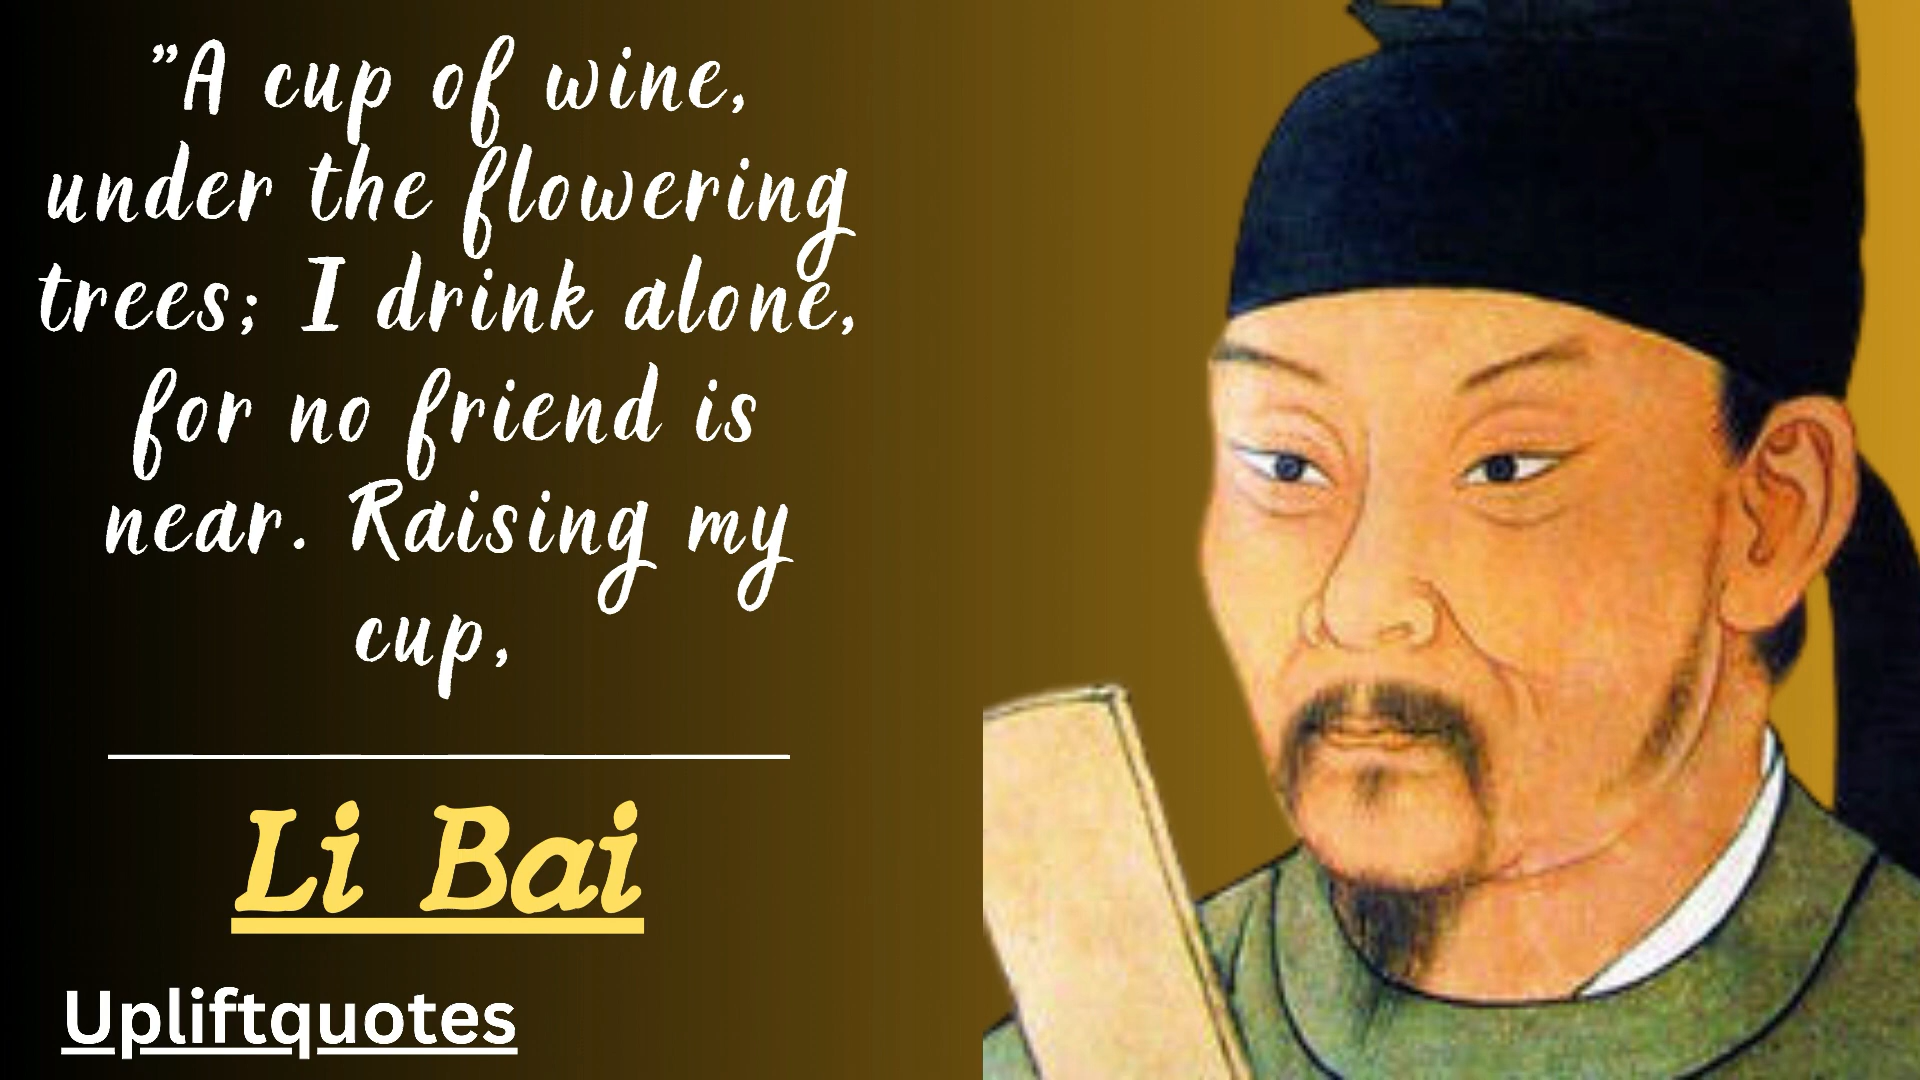 ”A cup of wine,
under the flowering
trees; I drink alone,
for no friend is
near. Raising my
cup,
Li Bai
Upliftquotes